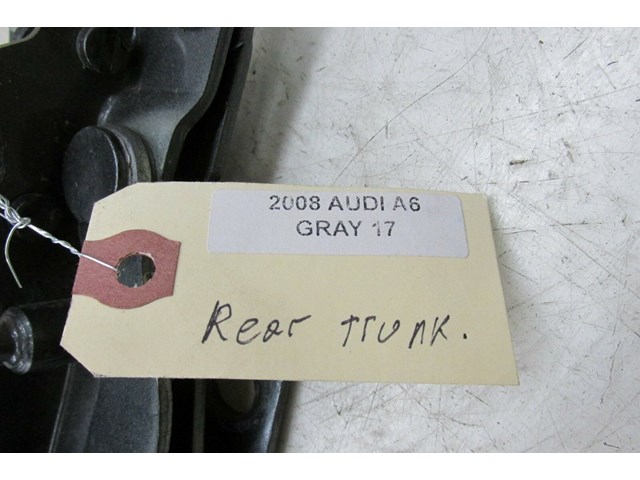 2008 AUDI A6
GRAY 17
Rear trunk.